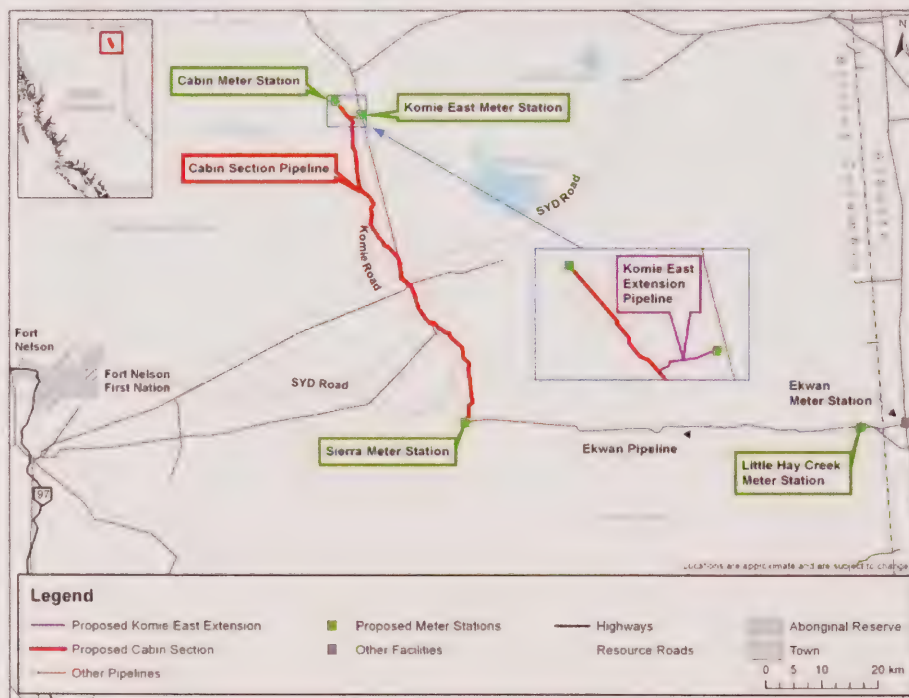 N
Cabin Meter Station
Komie East Meter Station
Cabin Section Pipeline
SYD Road
Komie Road
Komie East
Extension
Pipeline
Fort
Nelson
Fort Nelson
First Nation
SYD Road
Ekwan
Meter Station
Sierra Meter Station
Ekwan Pipeline
Little Hay Creek
Meter Station
97
Locations are approximate and are subject to change
Legend
Proposed Komie East Extension
Proposed Meter Stations
Highways
Aboriginal Reserve
Proposed Cabin Section
Other Facilities
Resource Roads
Town
Other Pipelines
0 5 10 20 km